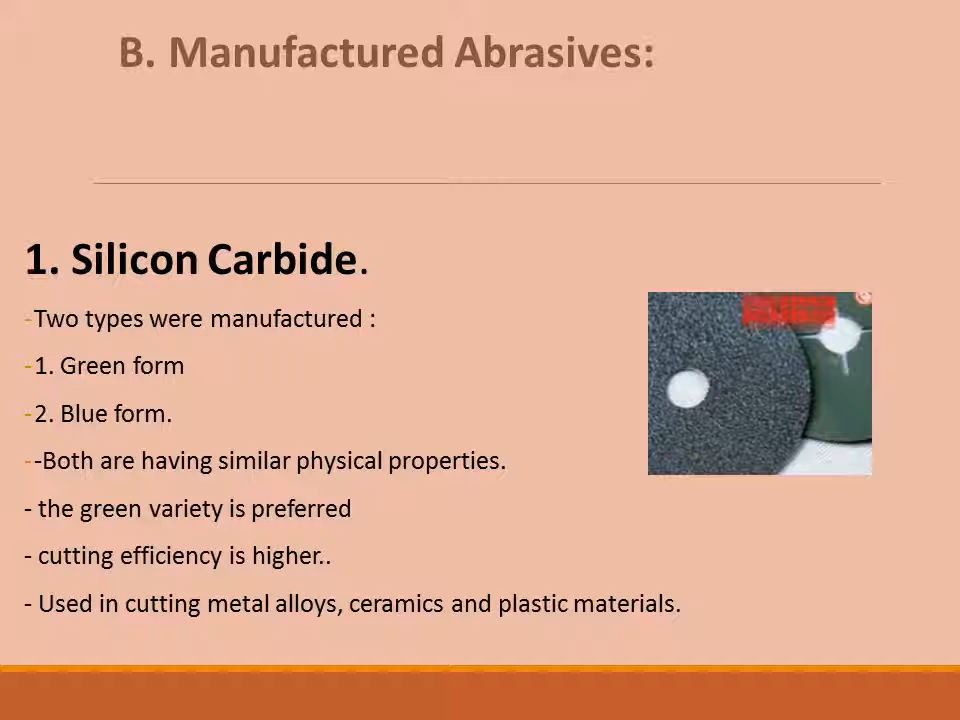 B. Manufactured Abrasives:
1. Silicon Carbide.
-Two types were manufactured :
-1. Green form
-2. Blue form.
--Both are having similar physical properties.
- the green variety is preferred
- cutting efficiency is higher..
- Used in cutting metal alloys, ceramics and plastic materials.